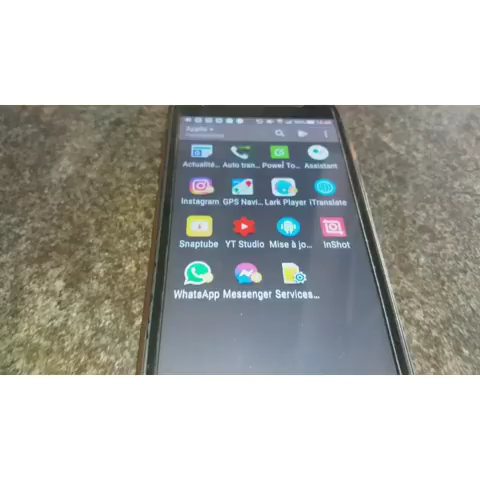 Applis
Actualité... Auto tran... Power To... Assistant
Instagram GPS Navi... Lark Player iTranslate
Snaptube YT Studio Mise à jo... InShot
WhatsApp Messenger Services...